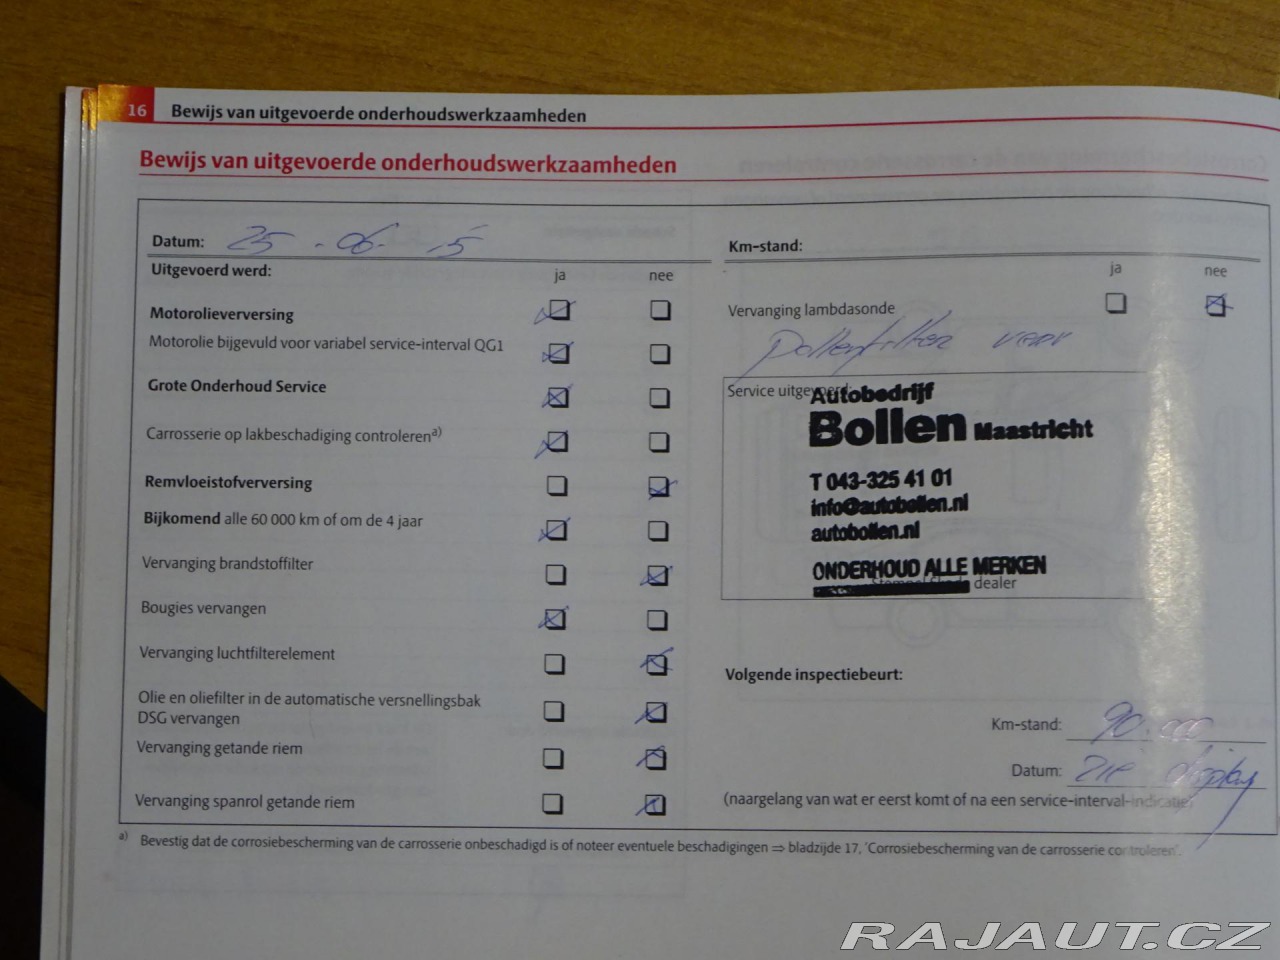 16 Bewijs van uitgevoerde onderhoudswerkzaamheden
Bewijs van uitgevoerde onderhoudswerkzaamheden
Datum: 25-06-15
Uitgevoerd werd: ja nee
Motorolieverversing
Motorolie bijgevuld voor variabel service-interval QG1
Grote Onderhoud Service
Carrosserie op lakbeschadiging controleren a)
Remvloeistofverversing
Bijkomend alle 60 000 km of om de 4 jaar
Vervanging brandstoffilter
Bougies vervangen
Vervanging luchtfilterelement
Olie en oliefilter in de automatische versnellingsbak
DSG vervangen
Vervanging getande riem
Vervanging spanrol getande riem
Km-stand:
ja nee
Vervanging lambdasonde
Pollenfilter verv
Service uitgevoerd:
Autobedrijf
Bollen Maastricht
T 043-325 41 01
info@autobollen.nl
autobollen.nl
ONDERHOUD ALLE MERKEN
dealer
Volgende inspectiebeurt:
Km-stand: 90.000
Datum: zie display
(naargelang van wat er eerst komt of na een service-interval-indicatie)
a) Bevestig dat de corrosiebescherming van de carrosserie onbeschadigd is of noteer eventuele beschadigingen ⇒ bladzijde 17, 'Corrosiebescherming van de carrosserie controleren'.
RAJAUT.CZ